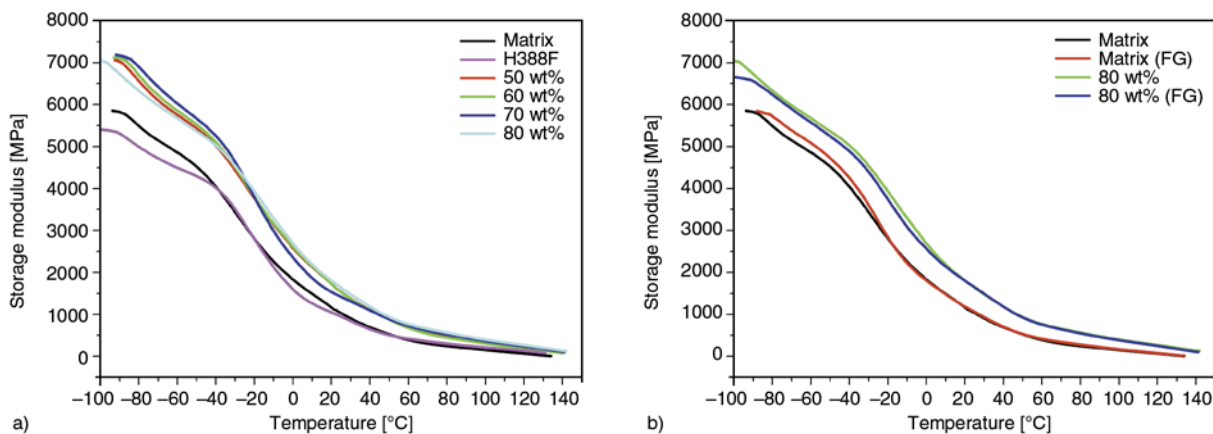 8000
7000
6000
5000
4000
3000
2000
1000
0
Storage modulus [MPa]
Matrix
H388F
50 wt%
60 wt%
70 wt%
80 wt%
–100 –80 –60 –40 –20 0 20 40 60 80 100 120 140
Temperature [°C]
a)
8000
7000
6000
5000
4000
3000
2000
1000
0
Storage modulus [MPa]
Matrix
Matrix (FG)
80 wt%
80 wt% (FG)
–100 –80 –60 –40 –20 0 20 40 60 80 100 120 140
Temperature [°C]
b)